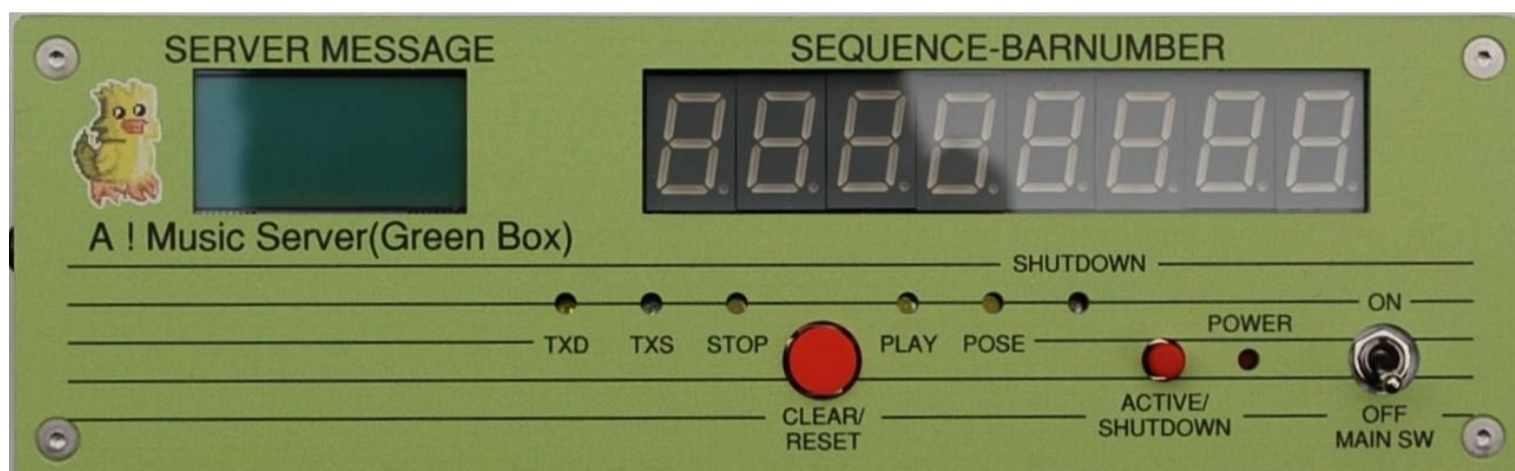 SERVER MESSAGE
SEQUENCE-BARNUMBER
A ! Music Server(Green Box)
SHUTDOWN
ON
POWER
TXD
TXS
STOP
PLAY
POSE
CLEAR/
RESET
ACTIVE/
SHUTDOWN
OFF
MAIN SW